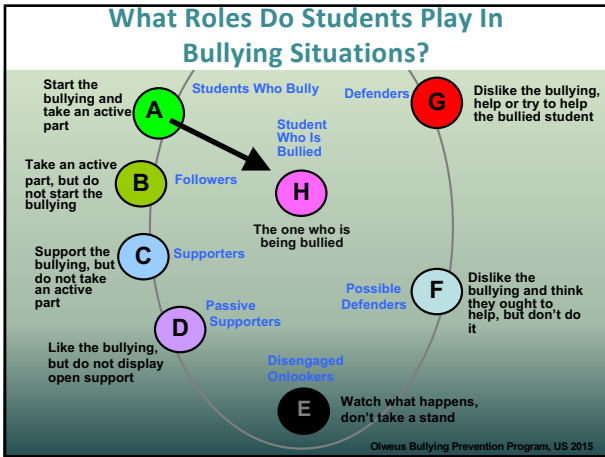 What Roles Do Students Play In
Bullying Situations?
Start the
bullying and
take an active
part
A
Students Who Bully
Defenders
G
Dislike the bullying,
help or try to help
the bullied student
Student
Who Is
Bullied
Take an active
part, but do
not start the
bullying
B
Followers
H
The one who is
being bullied
Support the
bullying, but
do not take
an active
part
C
Supporters
Possible
Defenders
F
Dislike the
bullying and think
they ought to
help, but don't do
it
D
Passive
Supporters
Like the bullying,
but do not display
open support
Disengaged
Onlookers
E
Watch what happens,
don't take a stand
Olweus Bullying Prevention Program, US 2015